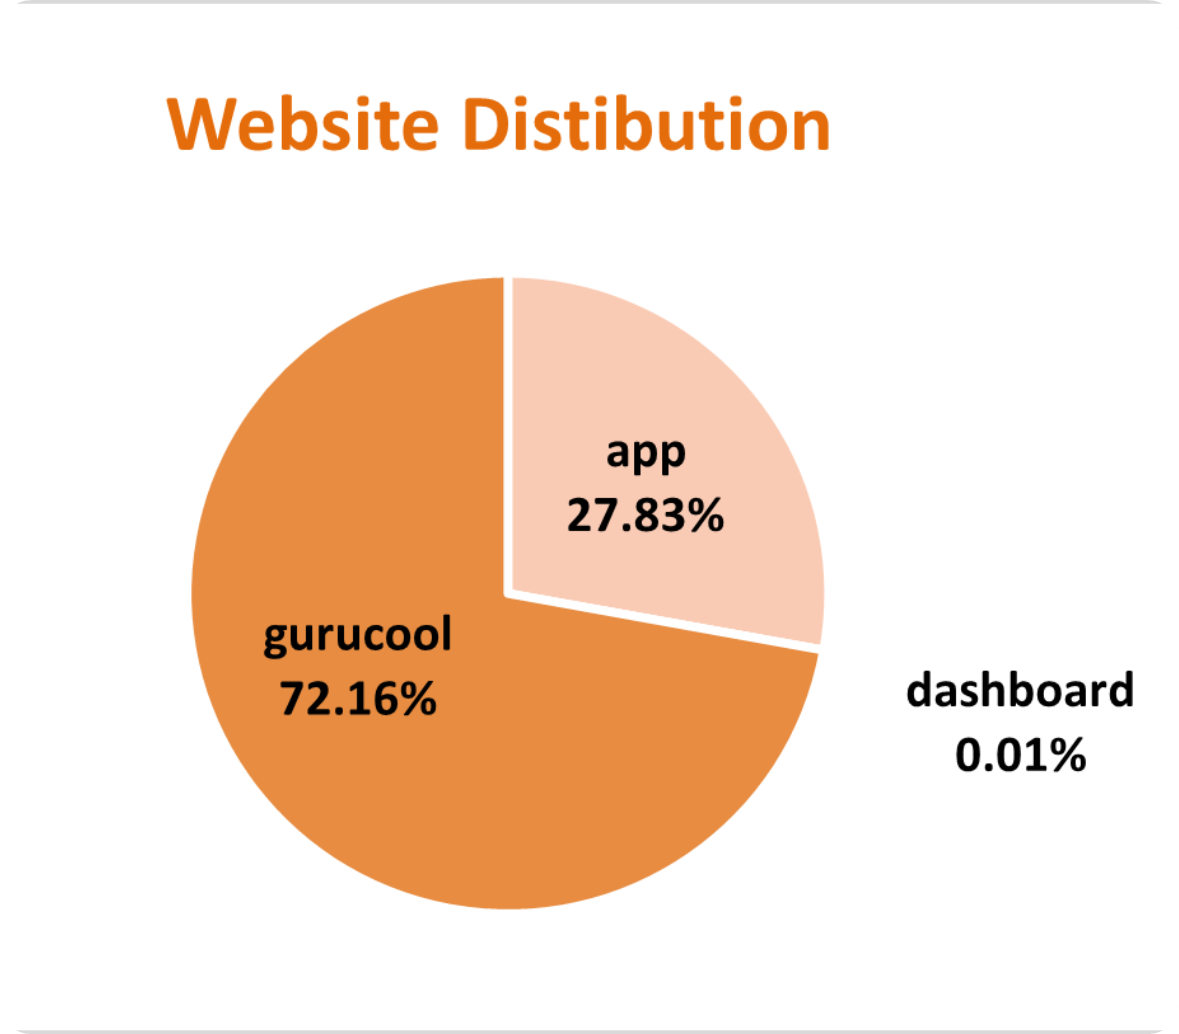 Website Distibution
app
27.83%
gurucool
72.16%
dashboard
0.01%